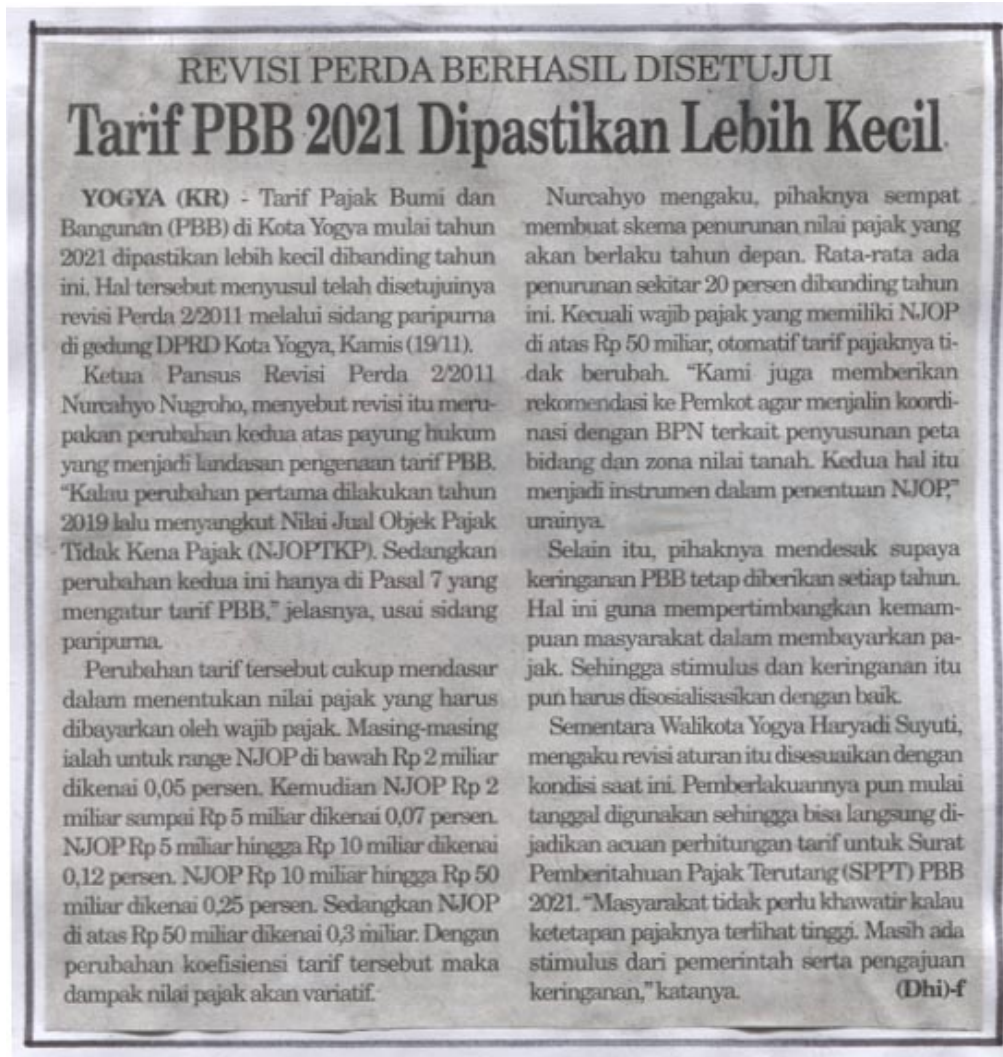 REVISI PERDA BERHASIL DISETUJUI
Tarif PBB 2021 Dipastikan Lebih Kecil
YOGYA (KR) - Tarif Pajak Bumi dan
Bangunan (PBB) di Kota Yogya mulai tahun
2021 dipastikan lebih kecil dibanding tahun
ini. Hal tersebut menyusul telah disetujuinya
revisi Perda 2/2011 melalui sidang paripurna
di gedung DPRD Kota Yogya, Kamis (19/11).
Ketua Pansus Revisi Perda 2/2011
Nurcahyo Nugroho, menyebut revisi itu meru-
pakan perubahan kedua atas payung hukum
yang menjadi landasan pengenaan tarif PBB.
“Kalau perubahan pertama dilakukan tahun
2019 lalu menyangkut Nilai Jual Objek Pajak
Tidak Kena Pajak (NJOPTKP). Sedangkan
perubahan kedua ini hanya di Pasal 7 yang
mengatur tarif PBB,” jelasnya, usai sidang
paripurna.
Perubahan tarif tersebut cukup mendasar
dalam menentukan nilai pajak yang harus
dibayarkan oleh wajib pajak. Masing-masing
ialah untuk range NJOP di bawah Rp 2 miliar
dikenai 0,05 persen. Kemudian NJOP Rp 2
miliar sampai Rp 5 miliar dikenai 0,07 persen.
NJOP Rp 5 miliar hingga Rp 10 miliar dikenai
0,12 persen. NJOP Rp 10 miliar hingga Rp 50
miliar dikenai 0,25 persen. Sedangkan NJOP
di atas Rp 50 miliar dikenai 0,3 miliar. Dengan
perubahan koefisiensi tarif tersebut maka
dampak nilai pajak akan variatif.
Nurcahyo mengaku, pihaknya sempat
membuat skema penurunan nilai pajak yang
akan berlaku tahun depan. Rata-rata ada
penurunan sekitar 20 persen dibanding tahun
ini. Kecuali wajib pajak yang memiliki NJOP
di atas Rp 50 miliar, otomatif tarif pajaknya ti-
dak berubah. “Kami juga memberikan
rekomendasi ke Pemkot agar menjalin koordi-
nasi dengan BPN terkait penyusunan peta
bidang dan zona nilai tanah. Kedua hal itu
menjadi instrumen dalam penentuan NJOP,”
urainya.
Selain itu, pihaknya mendesak supaya
keringanan PBB tetap diberikan setiap tahun.
Hal ini guna mempertimbangkan kemam-
puan masyarakat dalam membayarkan pa-
jak. Sehingga stimulus dan keringanan itu
pun harus disosialisasikan dengan baik.
Sementara Walikota Yogya Haryadi Suyuti,
mengaku revisi aturan itu disesuaikan dengan
kondisi saat ini. Pemberlakuannya pun mulai
tanggal digunakan sehingga bisa langsung di-
jadikan acuan perhitungan tarif untuk Surat
Pemberitahuan Pajak Terutang (SPPT) PBB
2021. “Masyarakat tidak perlu khawatir kalau
ketetapan pajaknya terlihat tinggi. Masih ada
stimulus dari pemerintah serta pengajuan
keringanan,” katanya. (Dhi)-f